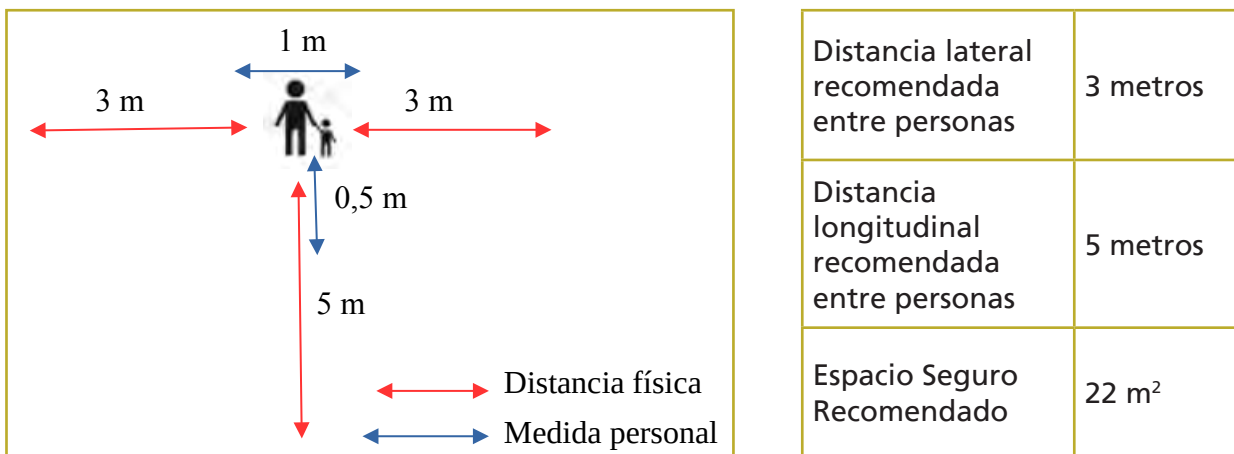 1 m
3 m
3 m
0,5 m
5 m
Distancia física
Medida personal
Distancia lateral
recomendada
entre personas
3 metros
Distancia
longitudinal
recomendada
entre personas
5 metros
Espacio Seguro
Recomendado
22 m²